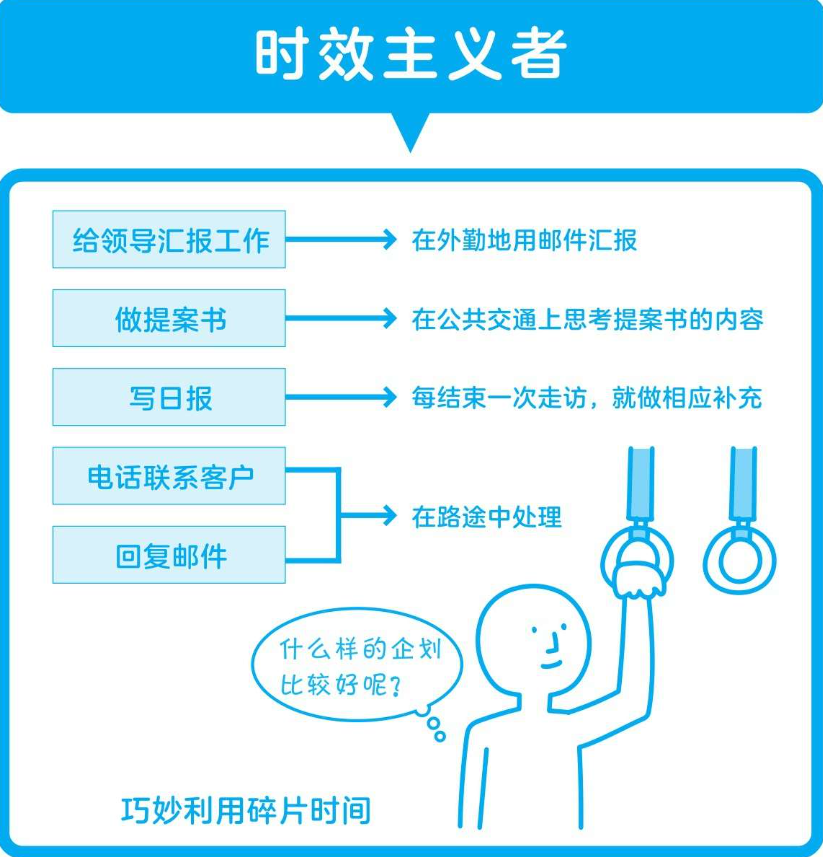 时效主义者
给领导汇报工作
在外勤地用邮件汇报
做提案书
在公共交通上思考提案书的内容
写日报
每结束一次走访，就做相应补充
电话联系客户
回复邮件
在路途中处理
什么样的企划
比较好呢？
巧妙利用碎片时间